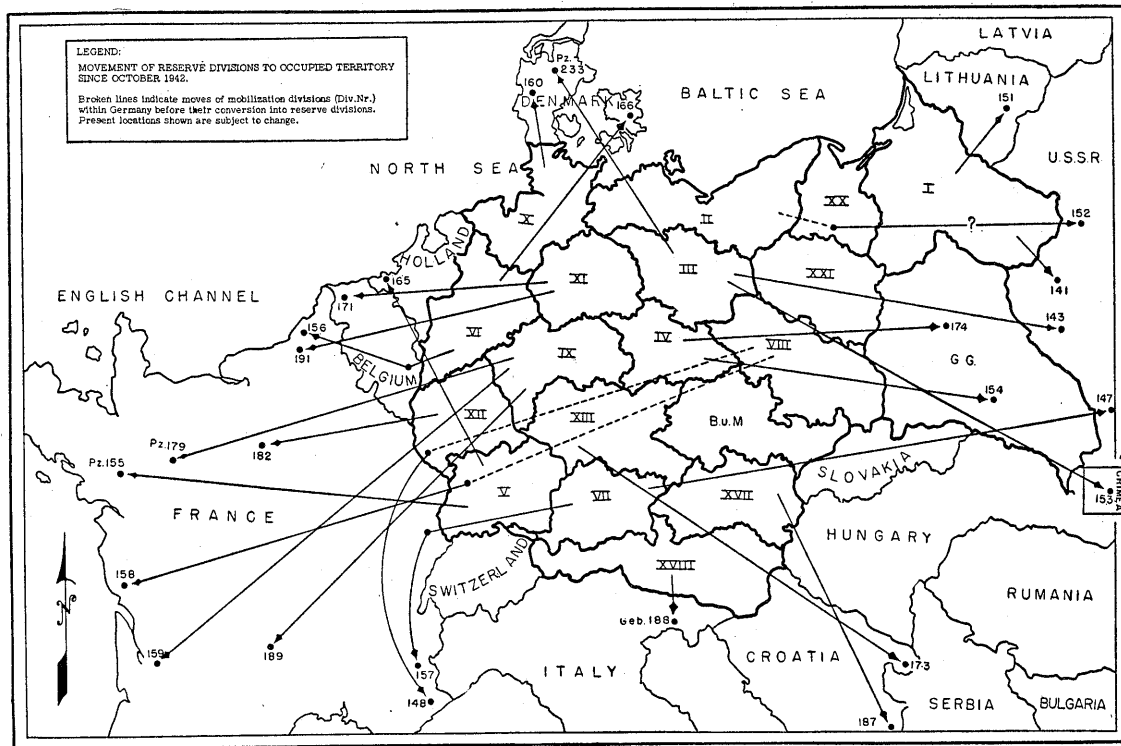 LEGEND:
MOVEMENT OF RESERVE DIVISIONS TO OCCUPIED TERRITORY
SINCE OCTOBER 1942.
Broken lines indicate moves of mobilization divisions (Div.Nr.)
within Germany before their conversion into reserve divisions.
Present locations shown are subject to change.
LATVIA
LITHUANIA
151
Pz.
233
160
DENMARK
166
BALTIC SEA
U.S.S.R.
NORTH SEA
I
XX
X
II
152
?
HOLLAND
165
XI
III
XXI
141
ENGLISH CHANNEL
171
156
191
VI
IV
174
143
BELGIUM
IX
VIII
G G.
154
147
XII
XIII
B.u.M
Pz.179
182
Pz.155
SLOVAKIA
CRIMEA
153
FRANCE
V
VII
XVII
HUNGARY
N
SWITZERLAND
XVIII
158
RUMANIA
Geb.188
159
189
157
ITALY
CROATIA
173
148
187
SERBIA
BULGARIA